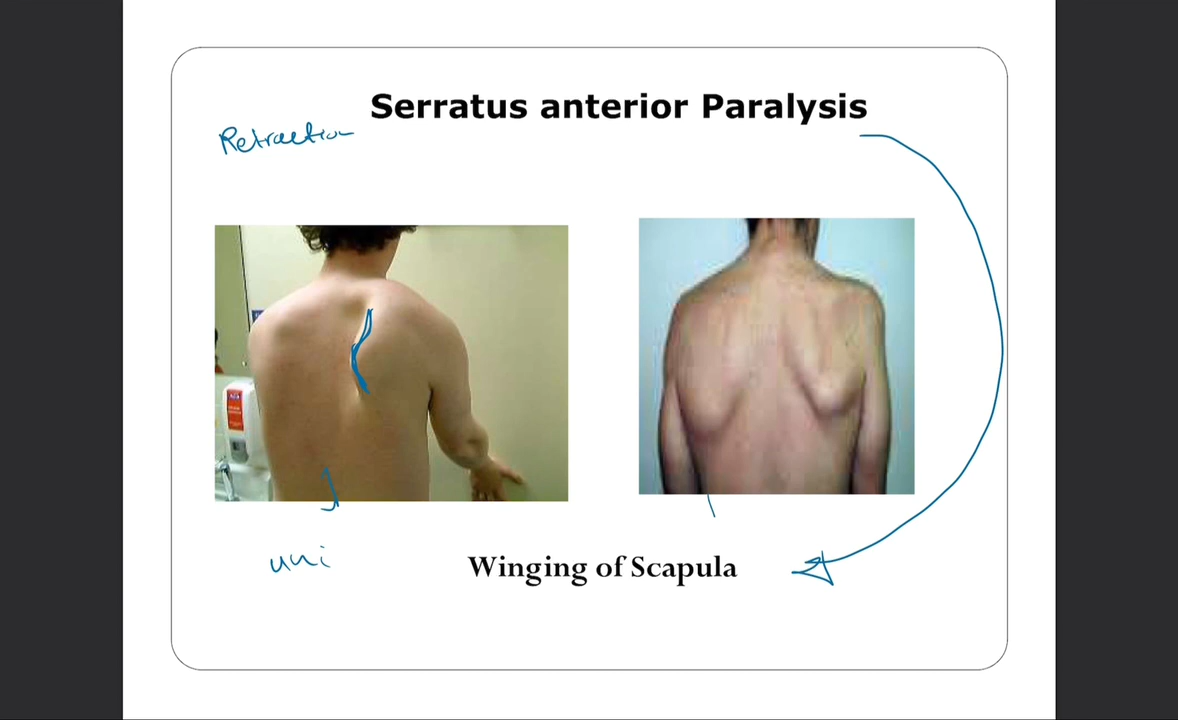 Serratus anterior Paralysis
Retraction
uni
Winging of Scapula